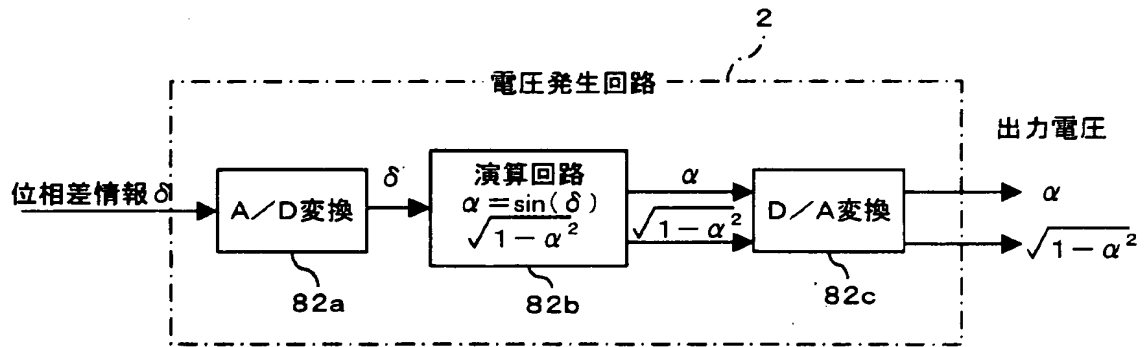 2
電圧発生回路
出力電圧
位相差情報δ
A/D変換
δ
演算回路
α=sin(δ)
√1-α²
α
√1-α²
D/A変換
α
√1-α²
82a
82b
82c